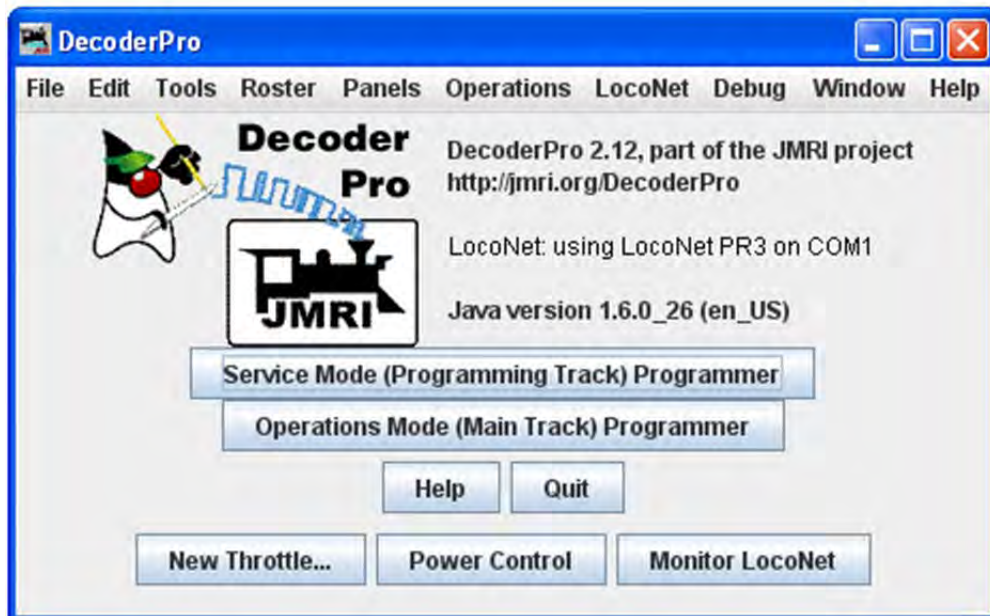 DecoderPro
File Edit Tools Roster Panels Operations LocoNet Debug Window Help
Decoder
Pro
DecoderPro 2.12, part of the JMRI project
http://jmri.org/DecoderPro
LocoNet: using LocoNet PR3 on COM1
JMRI
Java version 1.6.0_26 (en_US)
Service Mode (Programming Track) Programmer
Operations Mode (Main Track) Programmer
Help Quit
New Throttle... Power Control Monitor LocoNet